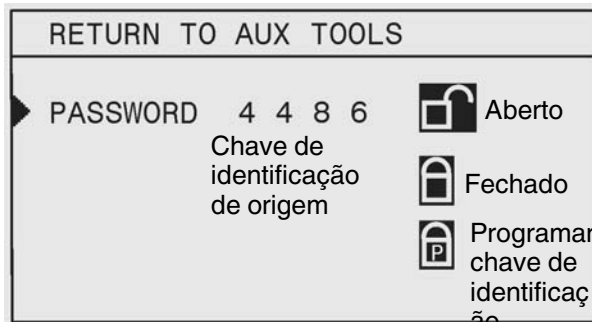 RETURN TO AUX TOOLS
PASSWORD 4 4 8 6
Chave de
identificação
de origem
Aberto
Fechado
P
Programar
chave de
identificaç
ão